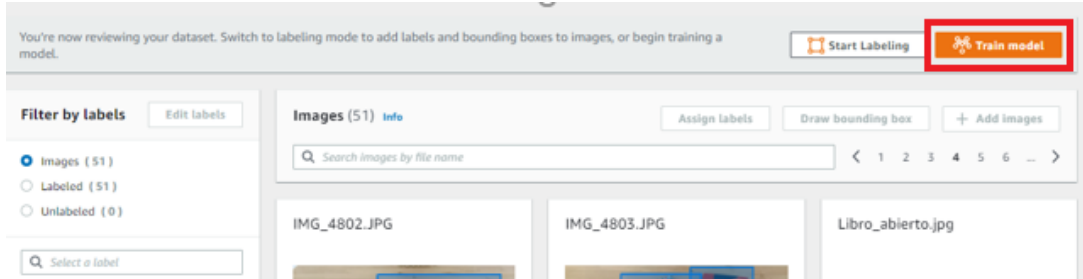 You're now reviewing your dataset. Switch to labeling mode to add labels and bounding boxes to images, or begin training a
model.
Start Labeling
Train model
Filter by labels
Edit labels
Images (51)
Labeled (51)
Unlabeled (0)
Select a label
Images (51) Info
Assign labels
Draw bounding box
+ Add images
Search images by file name
< 1 2 3 4 5 6 ... >
IMG_4802.JPG
IMG_4803.JPG
Libro_abierto.jpg